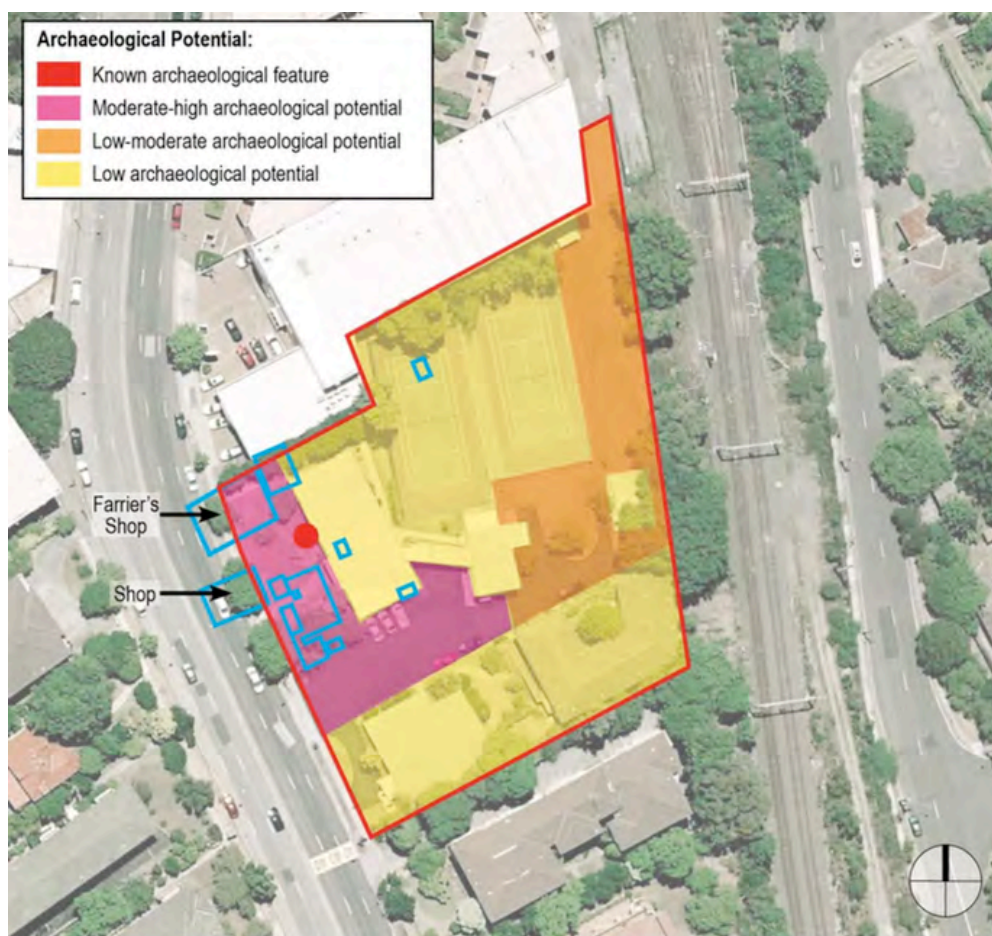 Archaeological Potential:
Known archaeological feature
Moderate-high archaeological potential
Low-moderate archaeological potential
Low archaeological potential
Farrier's
Shop
Shop